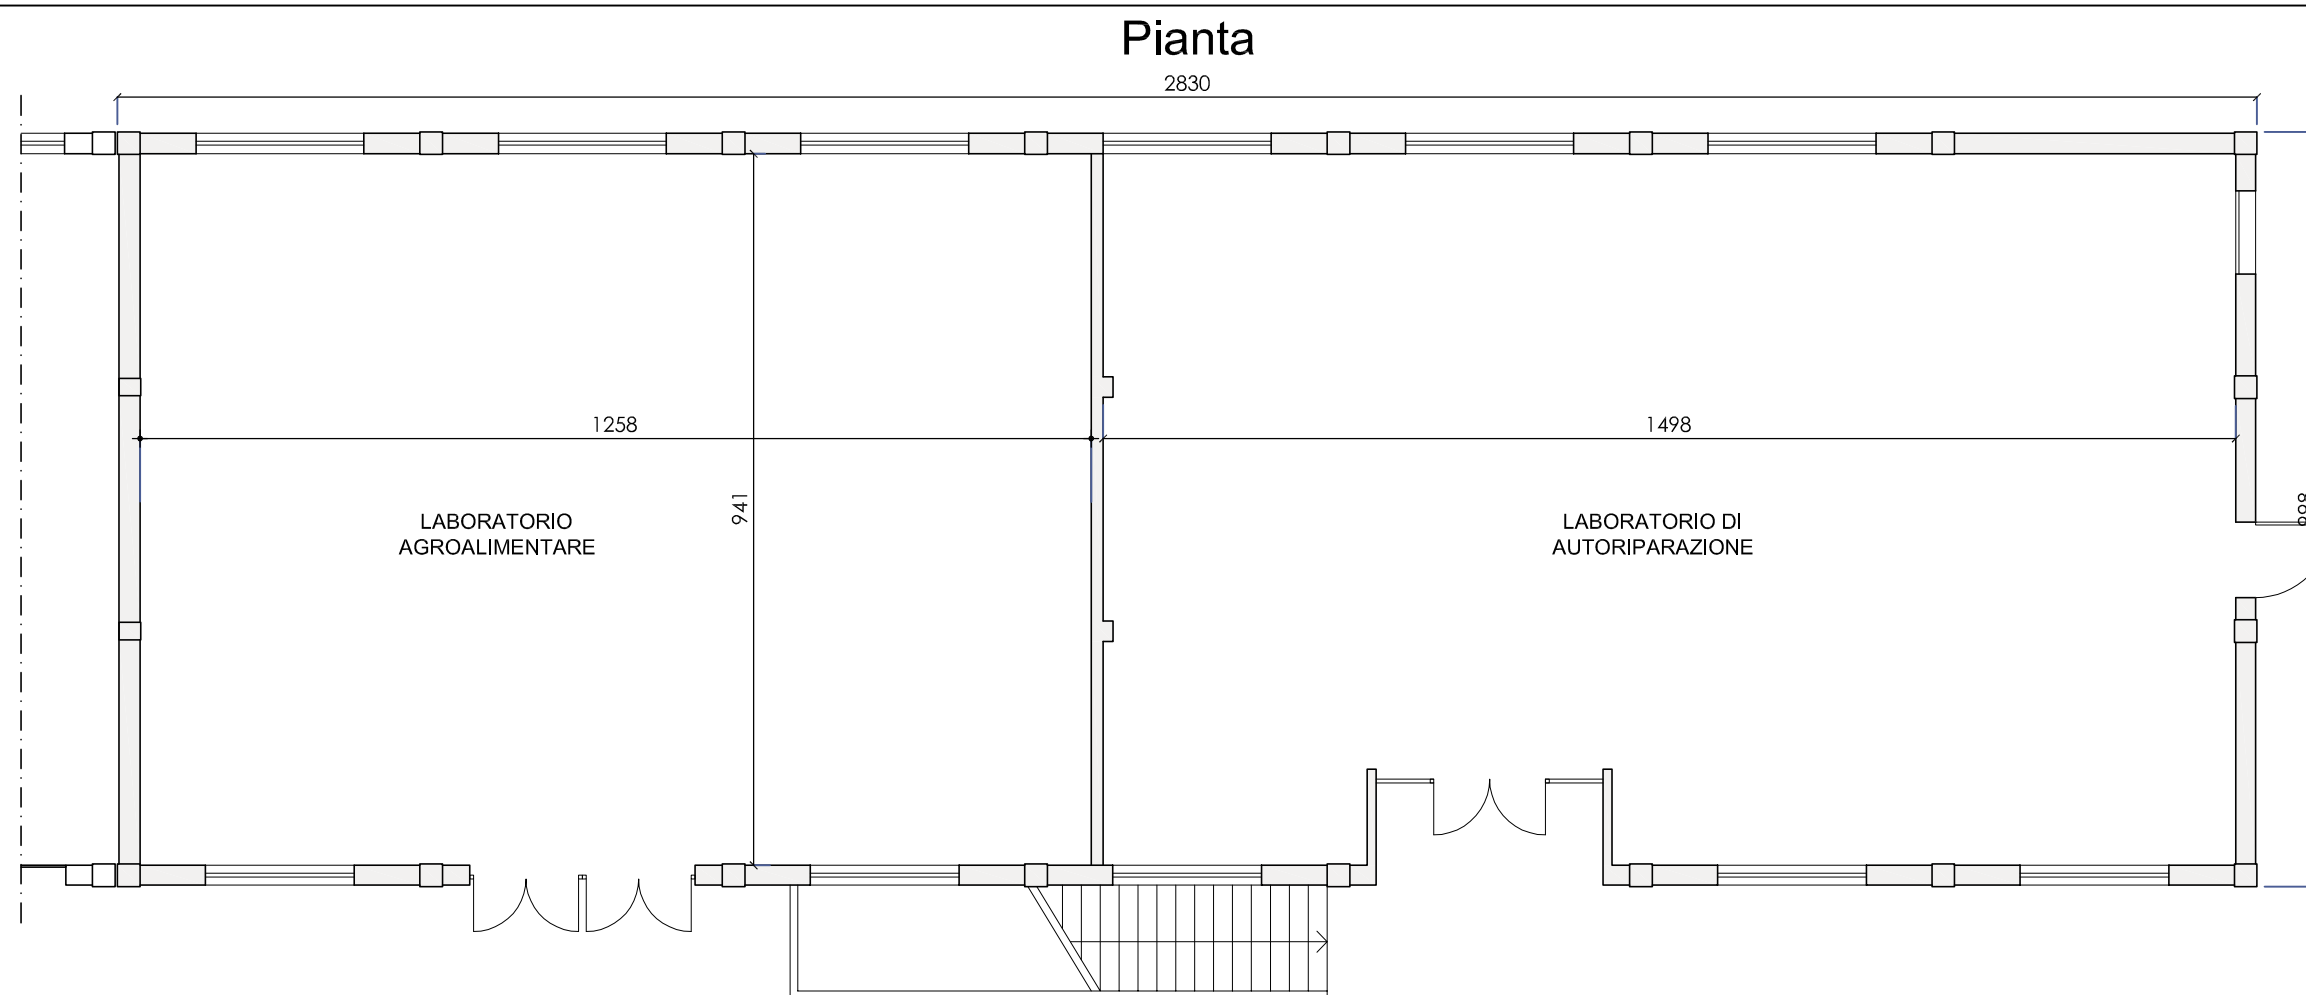 Pianta
2830
1258
1498
941
LABORATORIO
AGROALIMENTARE
LABORATORIO DI
AUTORIPARAZIONE